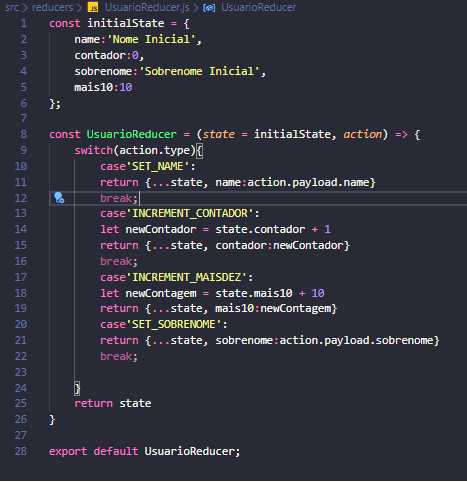 src > reducers > JS UsuarioReducer.js > UsuarioReducer
1 const initialState = {
2     name:'Nome Inicial',
3     contador:0,
4     sobrenome:'Sobrenome Inicial',
5     mais10:10
6 };
7
8 const UsuarioReducer = (state = initialState, action) => {
9     switch(action.type){
10         case'SET_NAME':
11         return {...state, name:action.payload.name}
12         break;
13         case'INCREMENT_CONTADOR':
14         let newContador = state.contador + 1
15         return {...state, contador:newContador}
16         break;
17         case'INCREMENT_MAISDEZ':
18         let newContagem = state.mais10 + 10
19         return {...state, mais10:newContagem}
20         case'SET_SOBRENOME':
21         return {...state, sobrenome:action.payload.sobrenome}
22         break;
23
24     }
25     return state
26 }
27
28 export default UsuarioReducer;